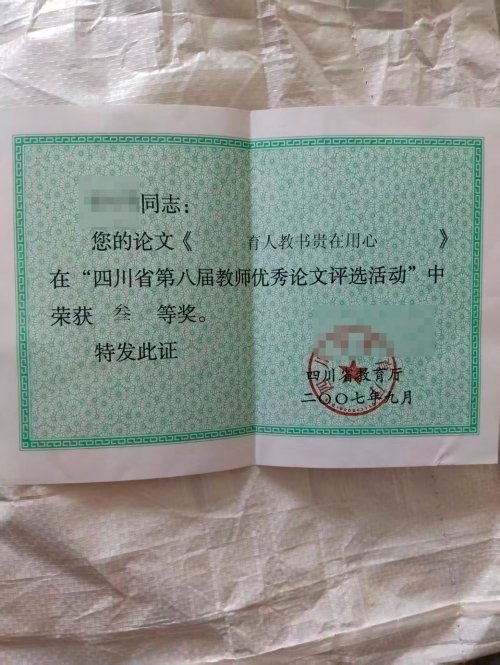 同志：
您的论文《 育人教书贵在用心 》
在“四川省第八届教师优秀论文评选活动”中
荣获 叁 等奖。
特发此证
四川省教育厅
二〇〇七年九月